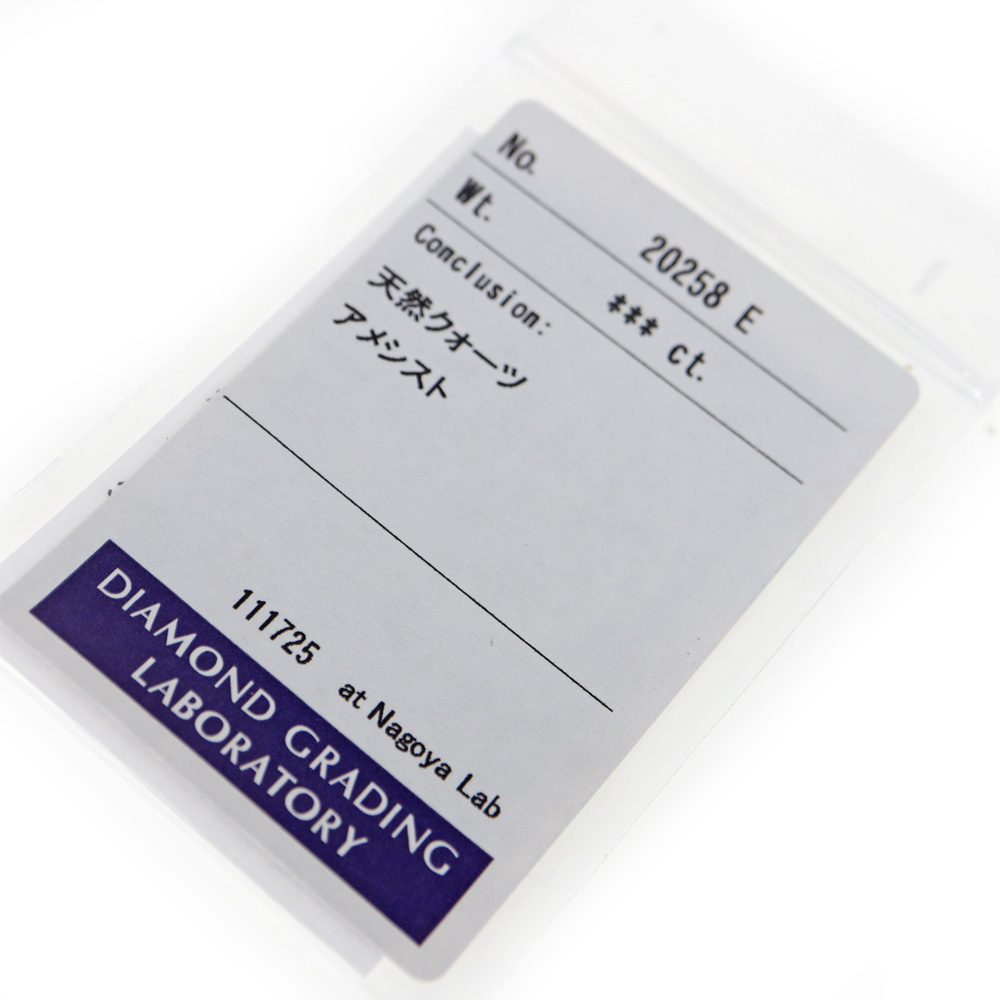 No. 20258 E
Wt. *** ct.
Conclusion:
天然クォーツ
アメシスト
111725 at Nagoya Lab
DIAMOND GRADING
LABORATORY